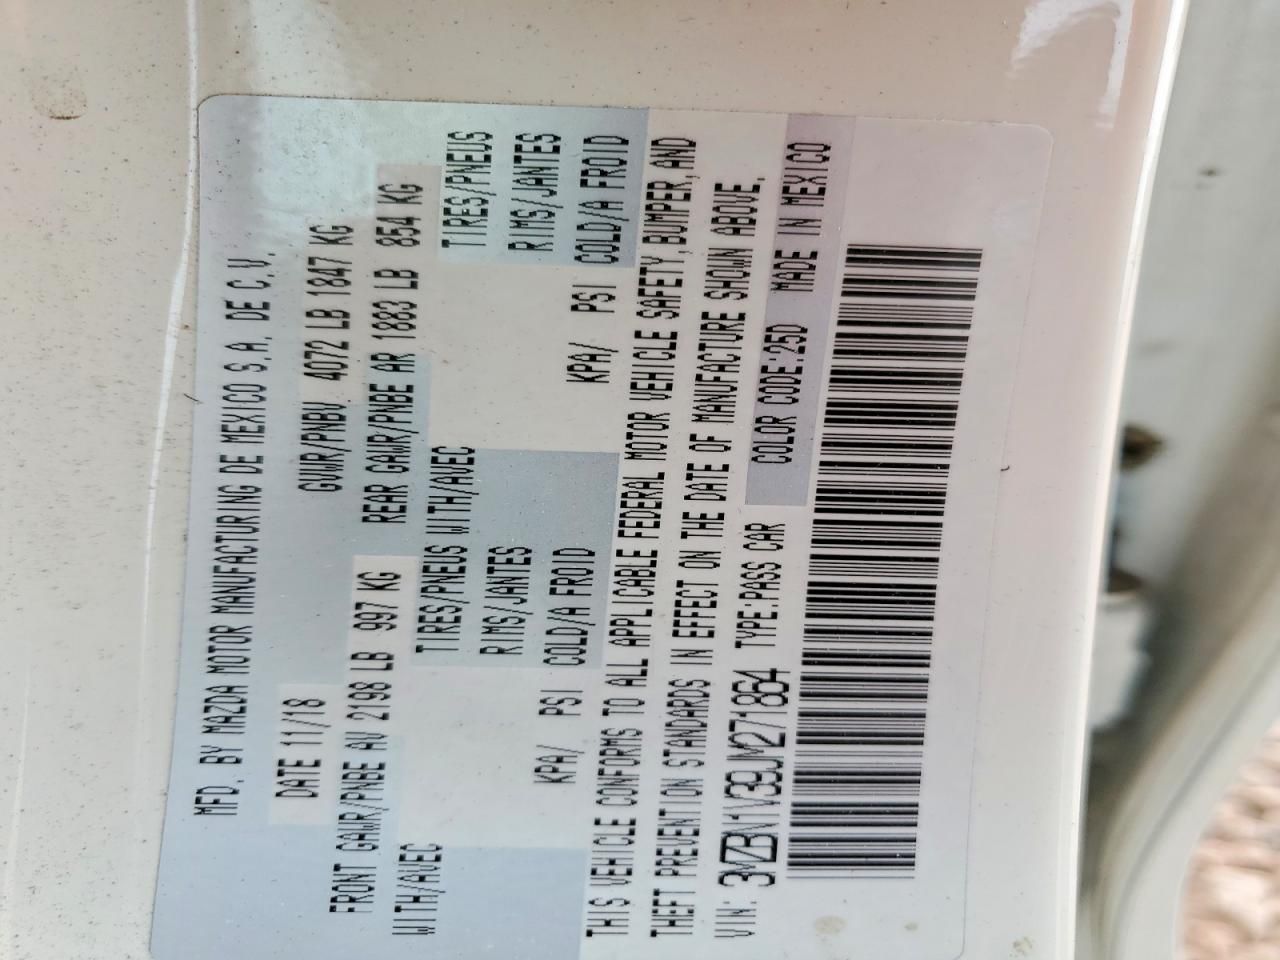 MFD. BY MAZDA MOTOR MANUFACTURING DE MEXICO S.A. DE C.V.
DATE 11/18 GVWR/PNBV 4072 LB 1847 KG
FRONT GAWR/PNBE AV 2198 LB 997 KG REAR GAWR/PNBE AR 1883 LB 854 KG
WITH/AVEC TIRES/PNEUS WITH/AVEC TIRES/PNEUS
RIMS/JANTES RIMS/JANTES
KPA/ PSI COLD/A FROID KPA/ PSI COLD/A FROID
THIS VEHICLE CONFORMS TO ALL APPLICABLE FEDERAL MOTOR VEHICLE SAFETY, BUMPER, AND
THEFT PREVENTION STANDARDS IN EFFECT ON THE DATE OF MANUFACTURE SHOWN ABOVE.
VIN: 3MZBN1V39JM271864 TYPE:PASS CAR COLOR CODE:25D MADE IN MEXICO